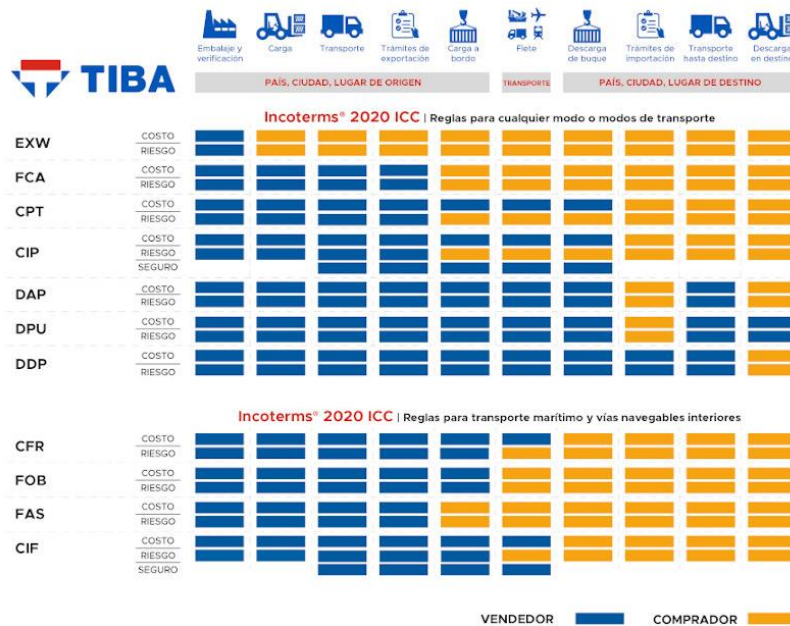 TIBA
Embalaje y verificación
Carga
Transporte
Trámites de exportación
Carga a bordo
Flete
Descarga de buque
Trámites de importación
Transporte hasta destino
Descarga en destino
PAÍS, CIUDAD, LUGAR DE ORIGEN
TRANSPORTE
PAÍS, CIUDAD, LUGAR DE DESTINO
Incoterms® 2020 ICC | Reglas para cualquier modo o modos de transporte
EXW
COSTO
RIESGO
FCA
COSTO
RIESGO
CPT
COSTO
RIESGO
CIP
COSTO
RIESGO
SEGURO
DAP
COSTO
RIESGO
DPU
COSTO
RIESGO
DDP
COSTO
RIESGO
Incoterms® 2020 ICC | Reglas para transporte marítimo y vías navegables interiores
CFR
COSTO
RIESGO
FOB
COSTO
RIESGO
FAS
COSTO
RIESGO
CIF
COSTO
RIESGO
SEGURO
VENDEDOR
COMPRADOR